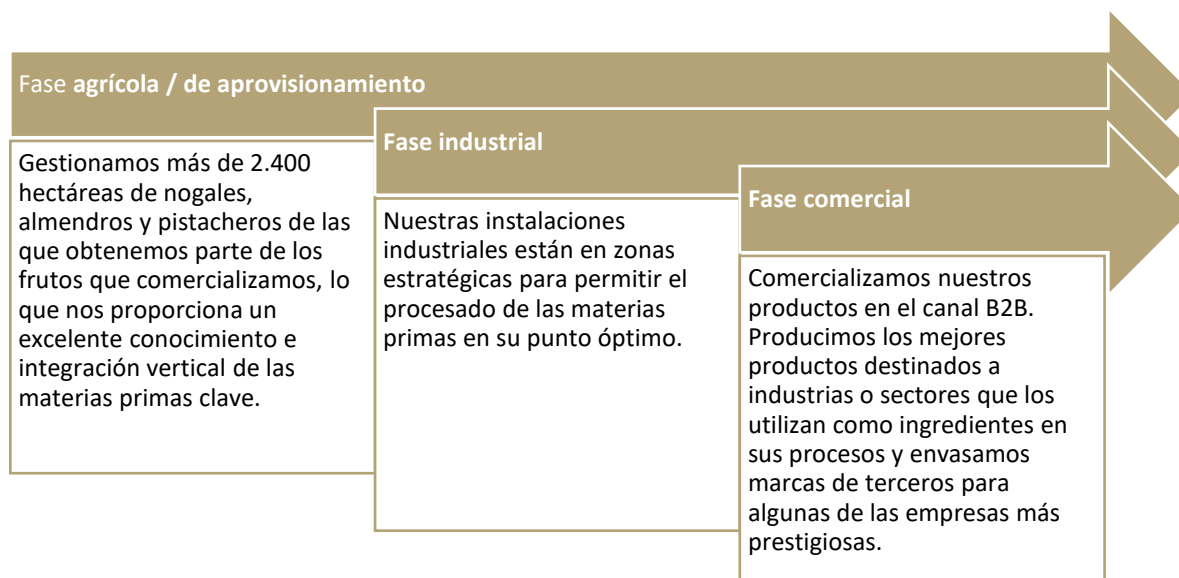 Fase agrícola / de aprovisionamiento
Gestionamos más de 2.400
hectáreas de nogales,
almendros y pistacheros de las
que obtenemos parte de los
frutos que comercializamos, lo
que nos proporciona un
excelente conocimiento e
integración vertical de las
materias primas clave.
Fase industrial
Nuestras instalaciones
industriales están en zonas
estratégicas para permitir el
procesado de las materias
primas en su punto óptimo.
Fase comercial
Comercializamos nuestros
productos en el canal B2B.
Producimos los mejores
productos destinados a
industrias o sectores que los
utilizan como ingredientes en
sus procesos y envasamos
marcas de terceros para
algunas de las empresas más
prestigiosas.